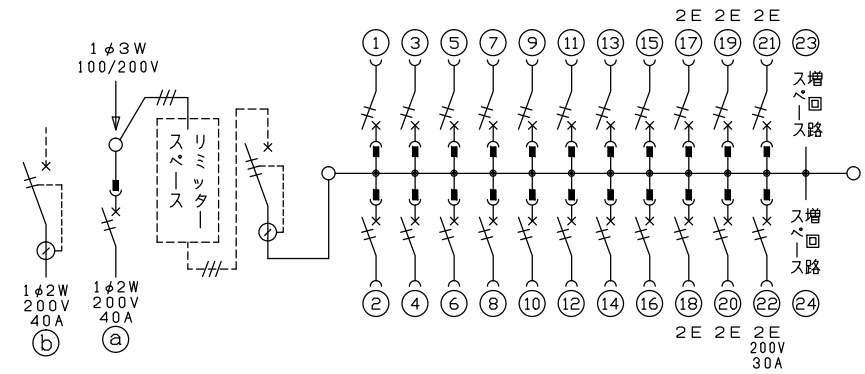 1φ3W
100/200V
リミッター
スペース
1φ2W
200V
40A
b
1φ2W
200V
40A
a
2E 2E 2E
1 3 5 7 9 11 13 15 17 19 21 23
増回路
スペース
増回路
スペース
2 4 6 8 10 12 14 16 18 20 22 24
2E 2E 2E
200V
30A